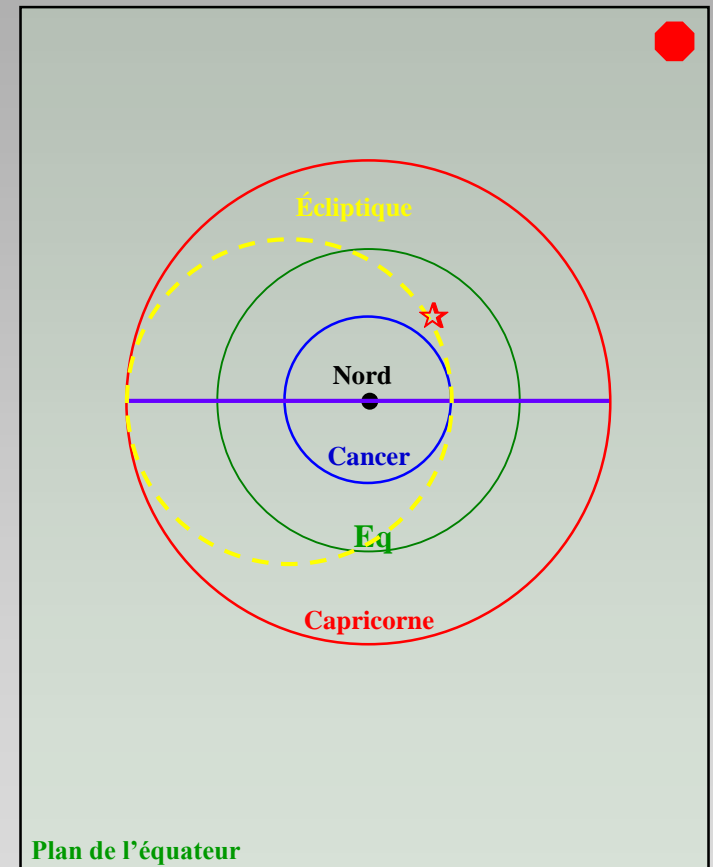 Écliptique
Nord
Cancer
Eq
Capricorne
Plan de l’équateur